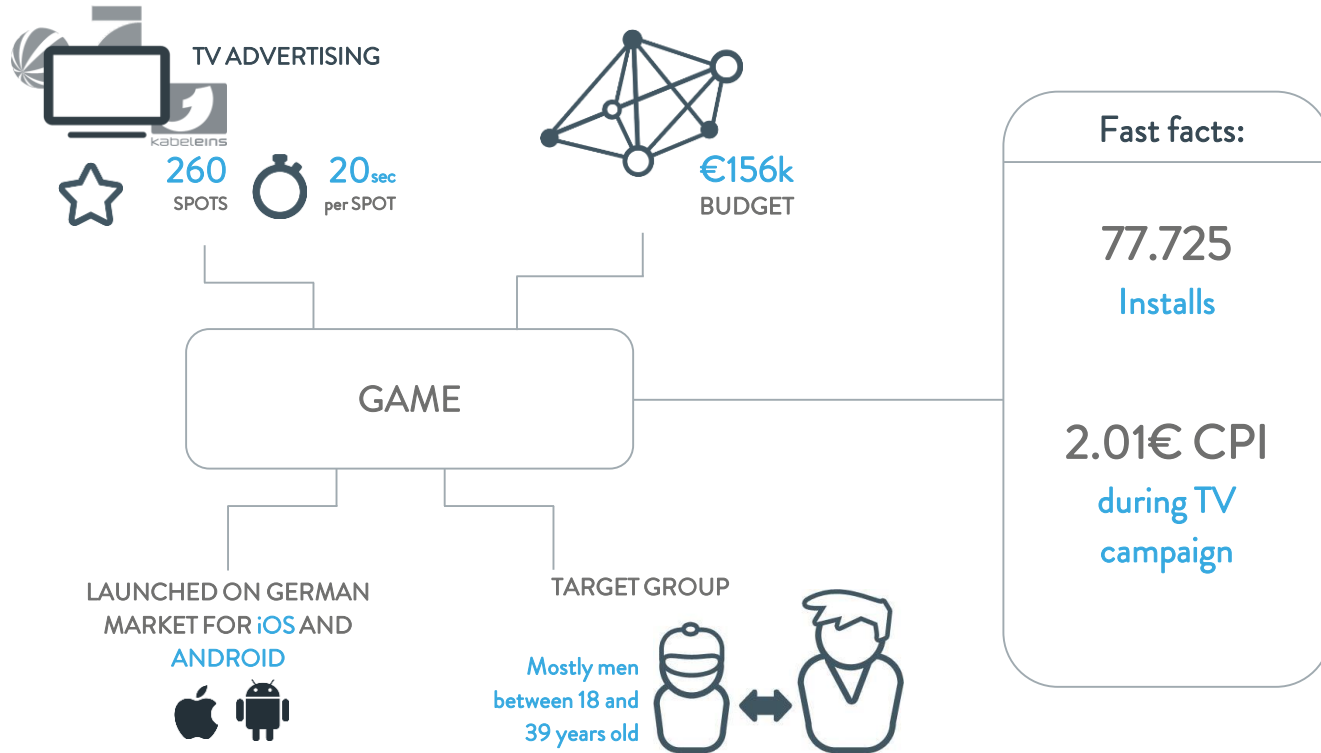 TV ADVERTISING
kabeleins
260
SPOTS
20sec
per SPOT
€156k
BUDGET
GAME
LAUNCHED ON GERMAN
MARKET FOR iOS AND
ANDROID
TARGET GROUP
Mostly men
between 18 and
39 years old
Fast facts:
77.725
Installs
2.01€ CPI
during TV
campaign